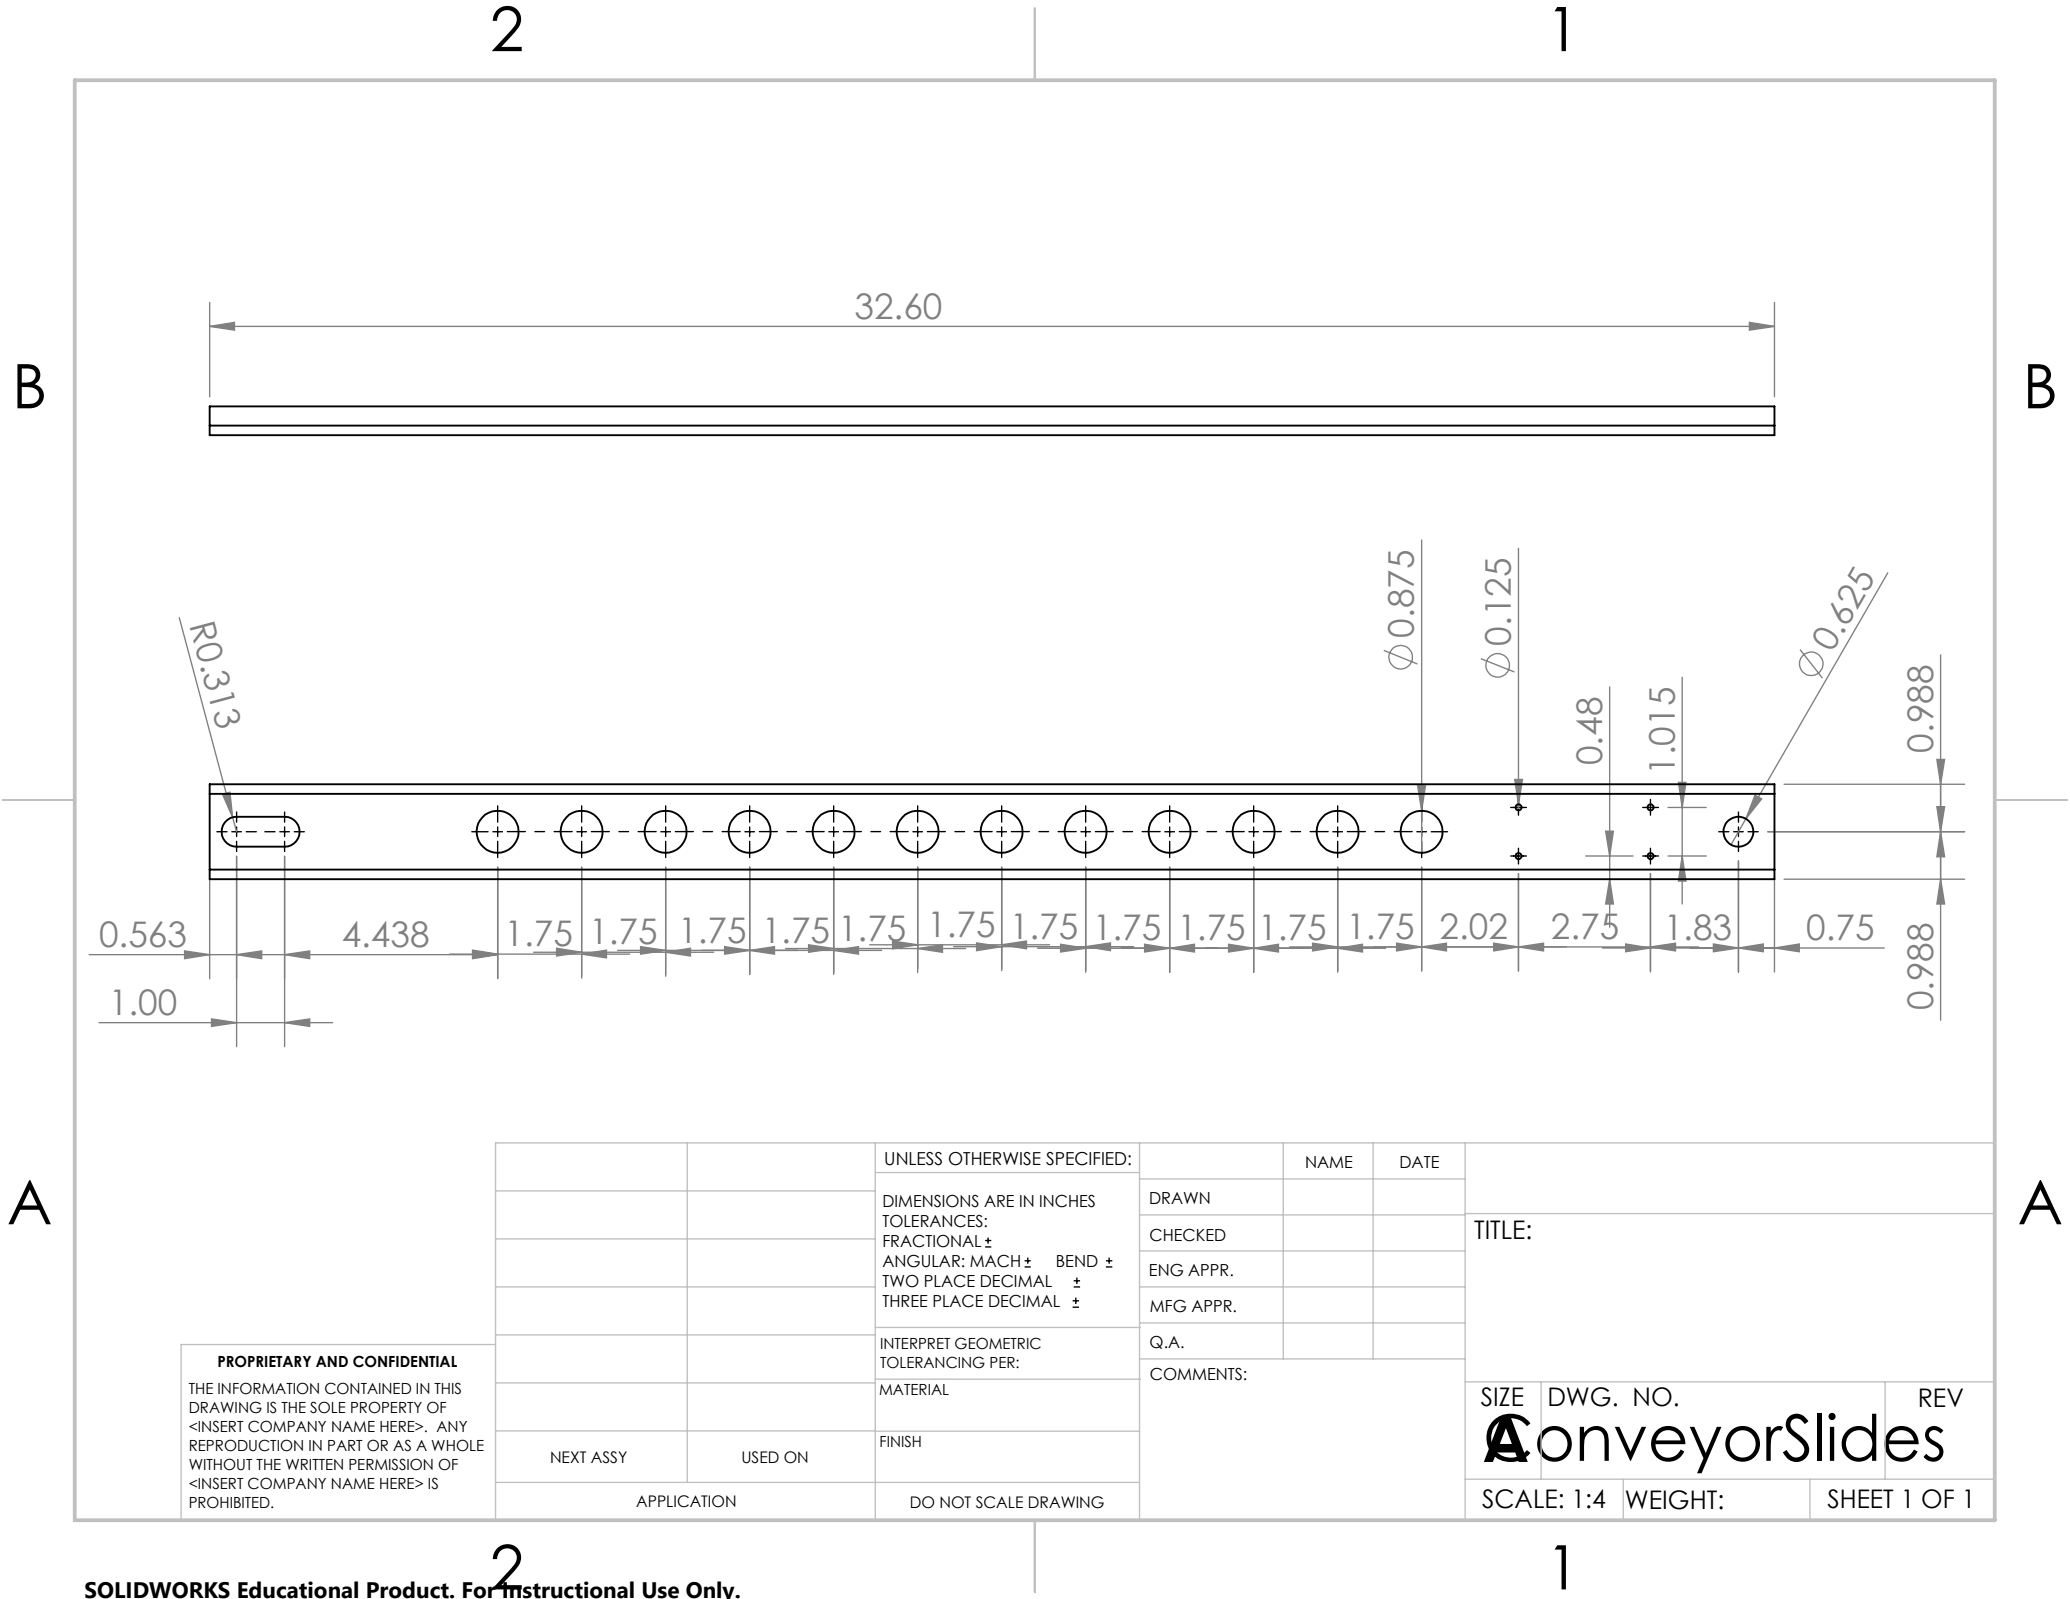 2 1
32.60
B B
R0.313
⌀0.875
⌀0.125
0.48
1.015
⌀0.625
0.988
0.563 4.438 1.75 1.75 1.75 1.75 1.75 1.75 1.75 1.75 1.75 1.75 1.75 2.02 2.75 1.83 0.75
0.988
1.00
A A
UNLESS OTHERWISE SPECIFIED:
DIMENSIONS ARE IN INCHES
TOLERANCES:
FRACTIONAL ±
ANGULAR: MACH ± BEND ±
TWO PLACE DECIMAL ±
THREE PLACE DECIMAL ±
INTERPRET GEOMETRIC
TOLERANCING PER:
MATERIAL
FINISH
DO NOT SCALE DRAWING
NAME DATE
DRAWN
CHECKED
ENG APPR.
MFG APPR.
Q.A.
COMMENTS:
TITLE:
SIZE DWG. NO. REV
A ConveyorSlides
SCALE: 1:4 WEIGHT: SHEET 1 OF 1
PROPRIETARY AND CONFIDENTIAL
THE INFORMATION CONTAINED IN THIS
DRAWING IS THE SOLE PROPERTY OF
<INSERT COMPANY NAME HERE>. ANY
REPRODUCTION IN PART OR AS A WHOLE
WITHOUT THE WRITTEN PERMISSION OF
<INSERT COMPANY NAME HERE> IS
PROHIBITED.
NEXT ASSY USED ON
APPLICATION
2 1
SOLIDWORKS Educational Product. For Instructional Use Only.